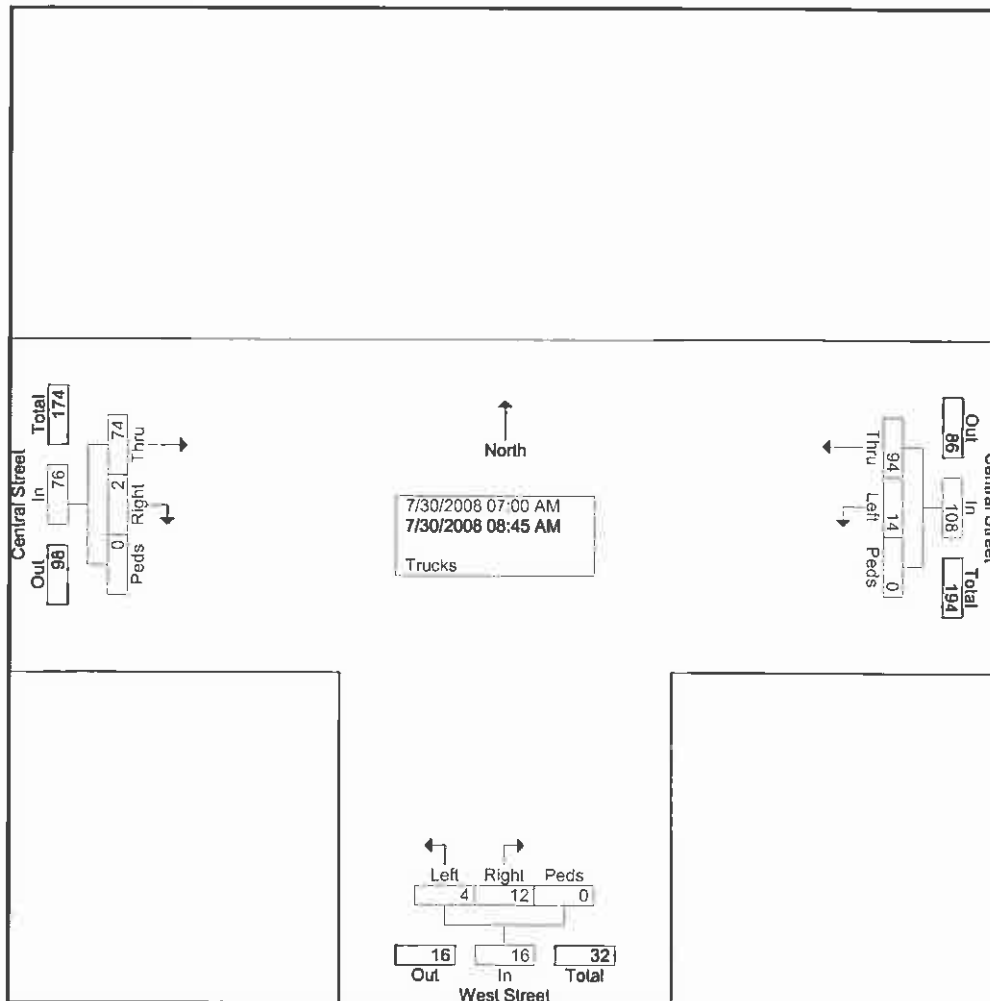 North
7/30/2008 07:00 AM
7/30/2008 08:45 AM
Trucks
Central Street
Total
174
In
76
Out
98
74
Thru
2
Right
0
Peds
Central Street
Out
86
In
108
Total
194
Thru
94
Left
14
Peds
0
Left Right Peds
4 12 0
16 16 32
Out In Total
West Street